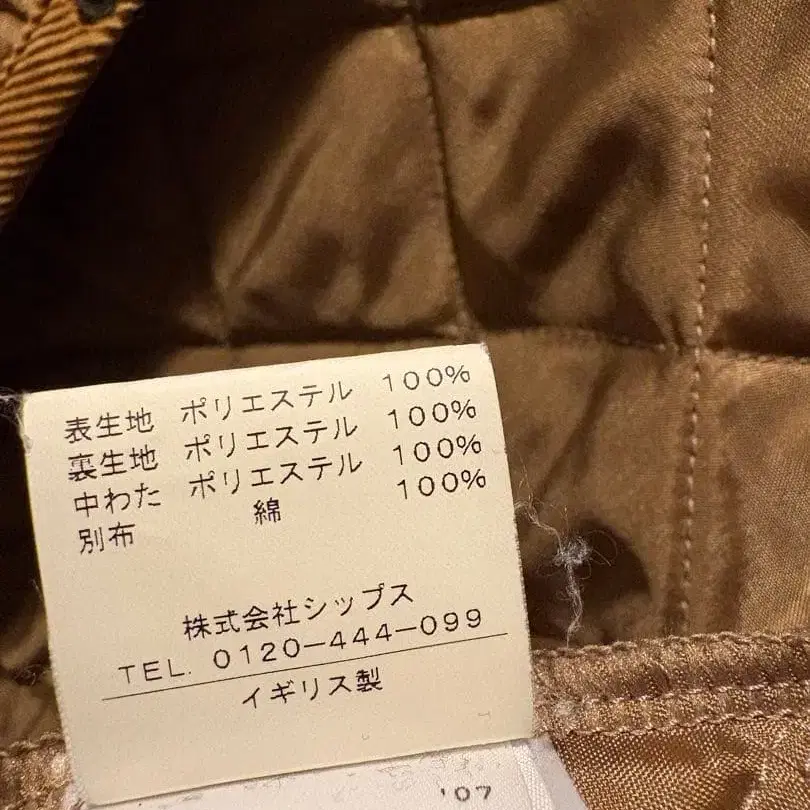 表生地 ポリエステル 100%
裏生地 ポリエステル 100%
中わた ポリエステル 100%
別布 綿 100%
株式会社シップス
TEL. 0120-444-099
イギリス製
'07